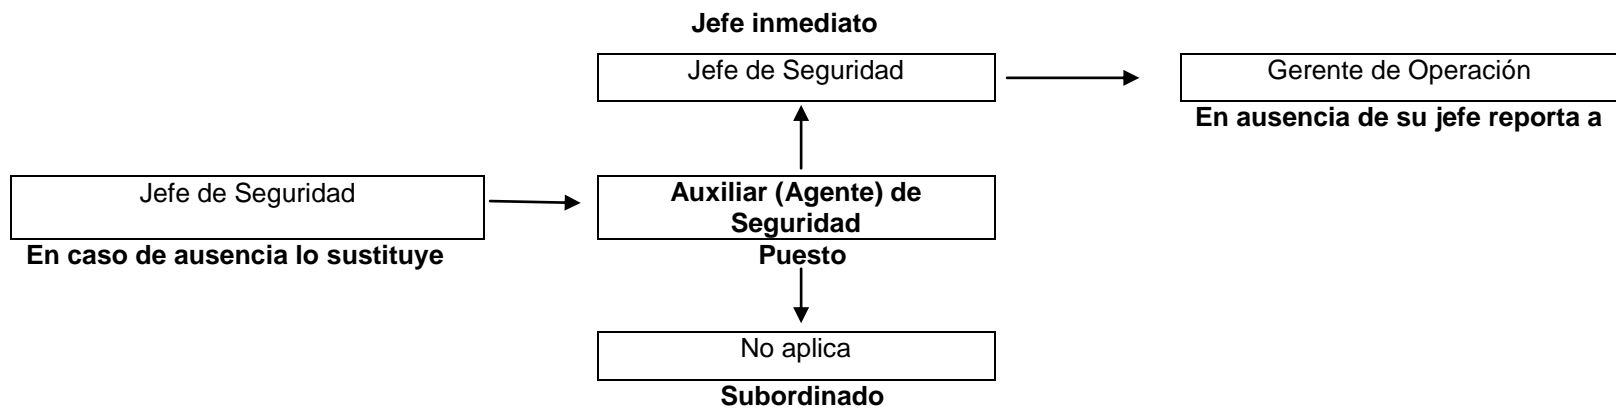 Jefe inmediato
Jefe de Seguridad
Gerente de Operación
En ausencia de su jefe reporta a
Jefe de Seguridad
En caso de ausencia lo sustituye
Auxiliar (Agente) de
Seguridad
Puesto
No aplica
Subordinado